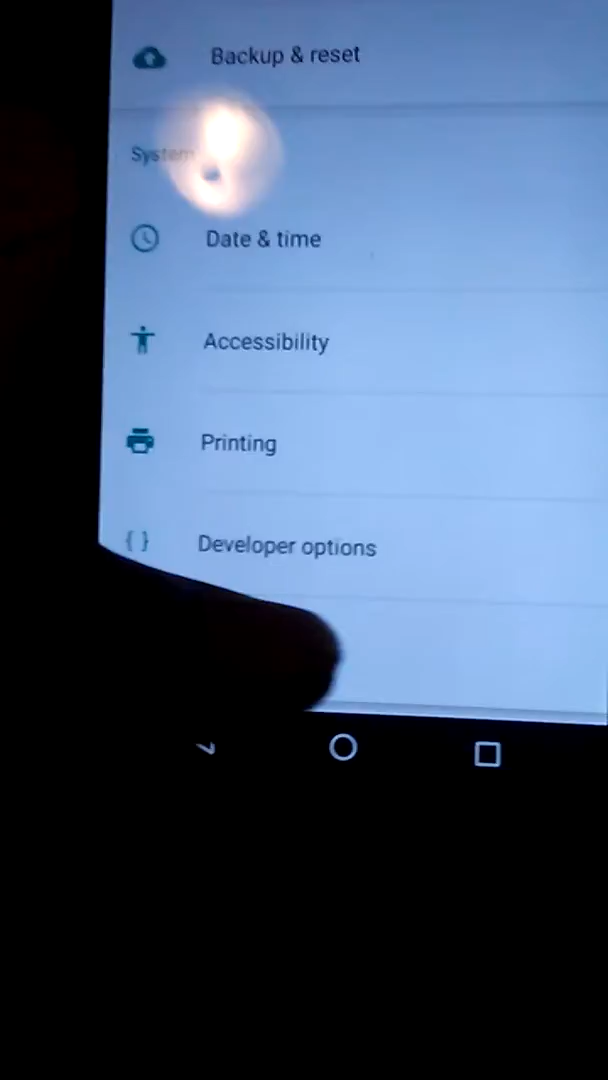 Backup & reset
System
Date & time
Accessibility
Printing
{ } Developer options